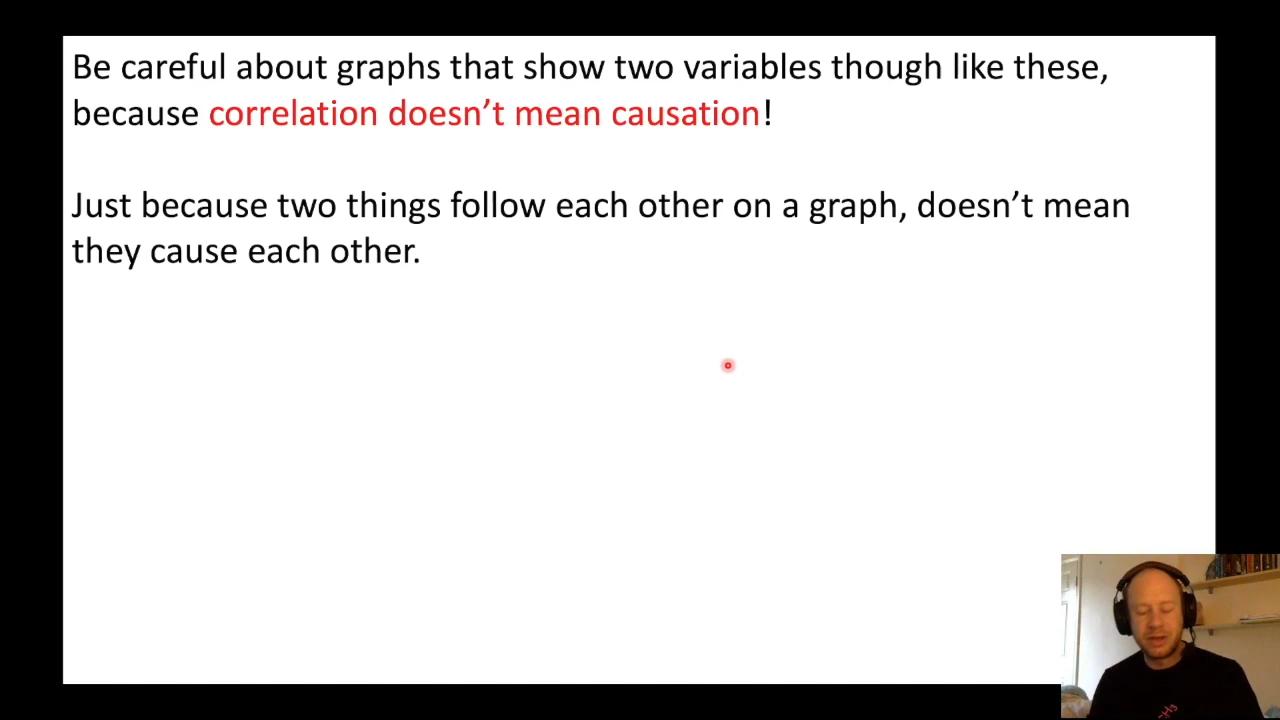 Be careful about graphs that show two variables though like these,
because correlation doesn’t mean causation!
Just because two things follow each other on a graph, doesn’t mean
they cause each other.